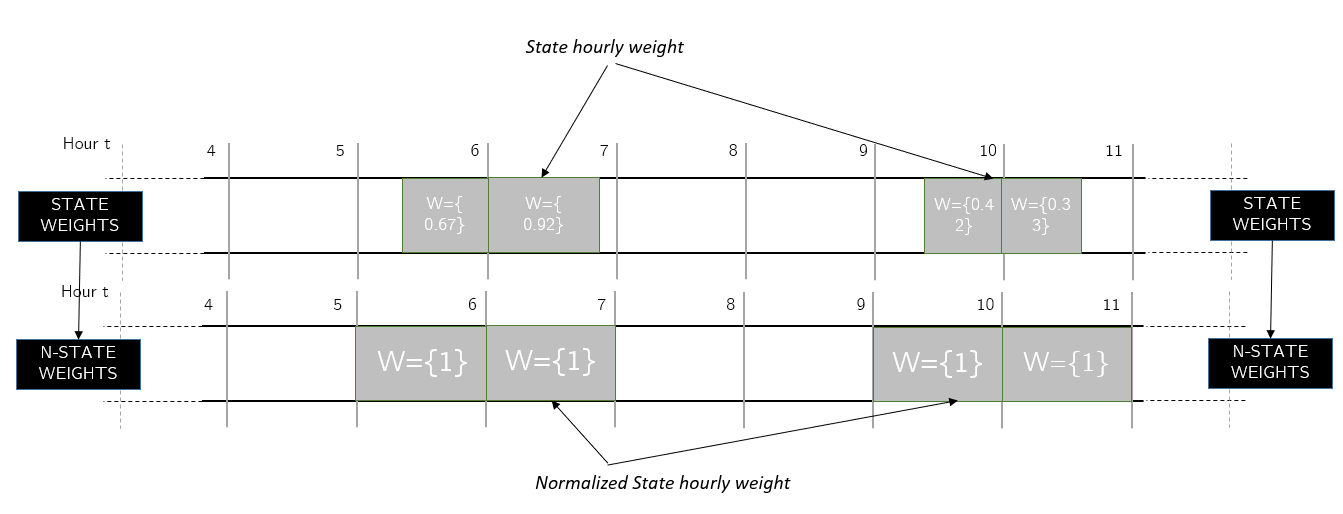 State hourly weight
Hour t
4
5
6
7
8
9
10
11
STATE
WEIGHTS
W={
0.67}
W={
0.92}
W={0.4
2}
W={0.3
3}
STATE
WEIGHTS
Hour t
4
5
6
7
8
9
10
11
N-STATE
WEIGHTS
W={1}
W={1}
W={1}
W={1}
N-STATE
WEIGHTS
Normalized State hourly weight